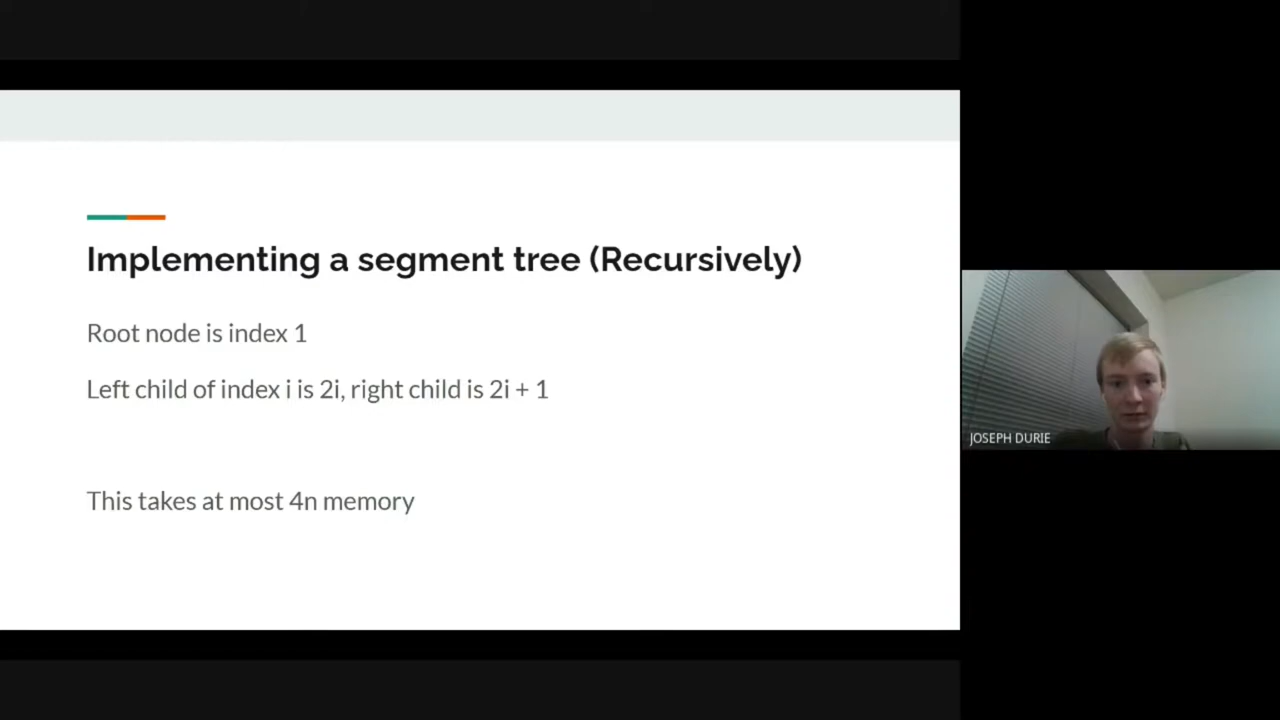 Implementing a segment tree (Recursively)
Root node is index 1
Left child of index i is 2i, right child is 2i + 1
This takes at most 4n memory
JOSEPH DURIE